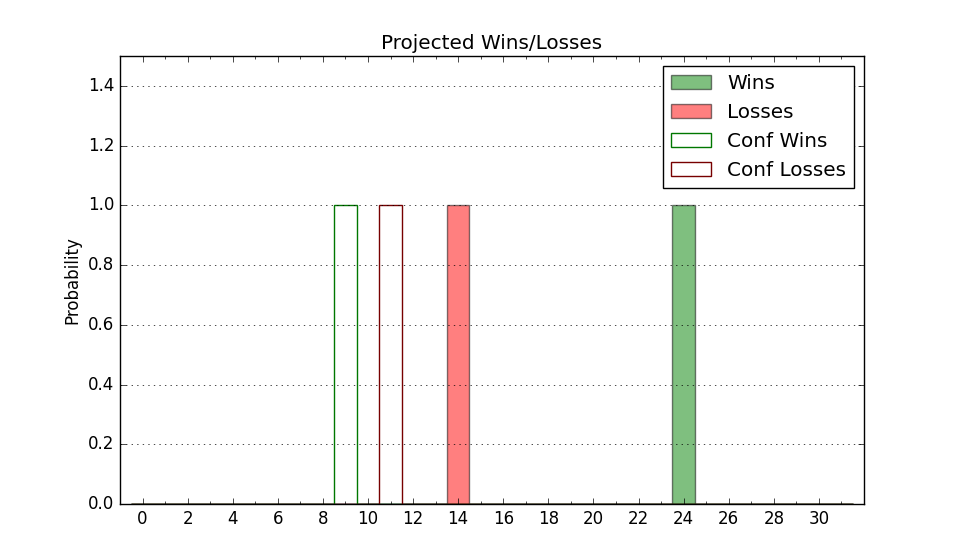 Projected Wins/Losses
Wins
Losses
Conf Wins
Conf Losses
Probability
1.4
1.2
1.0
0.8
0.6
0.4
0.2
0.0
0 2 4 6 8 10 12 14 16 18 20 22 24 26 28 30